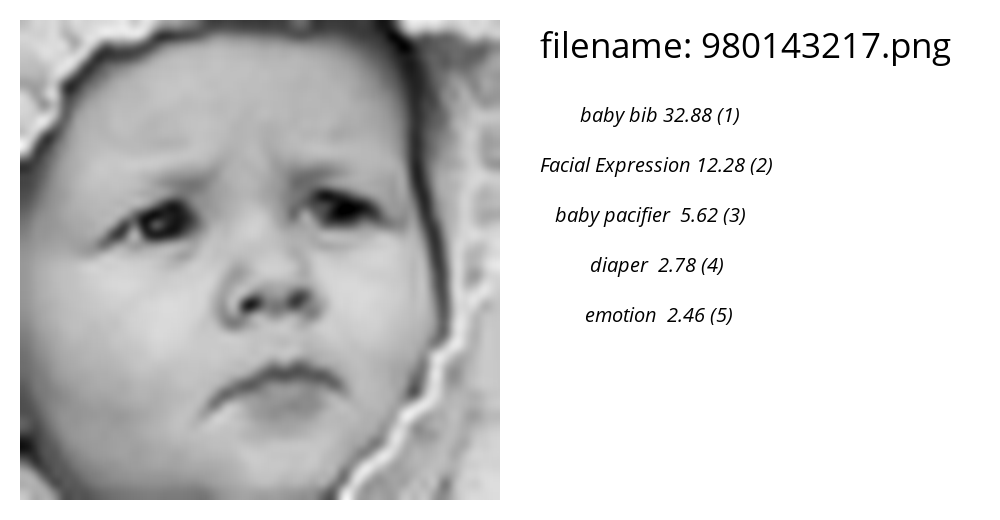 filename: 980143217.png
baby bib 32.88 (1)
Facial Expression 12.28 (2)
baby pacifier 5.62 (3)
diaper 2.78 (4)
emotion 2.46 (5)